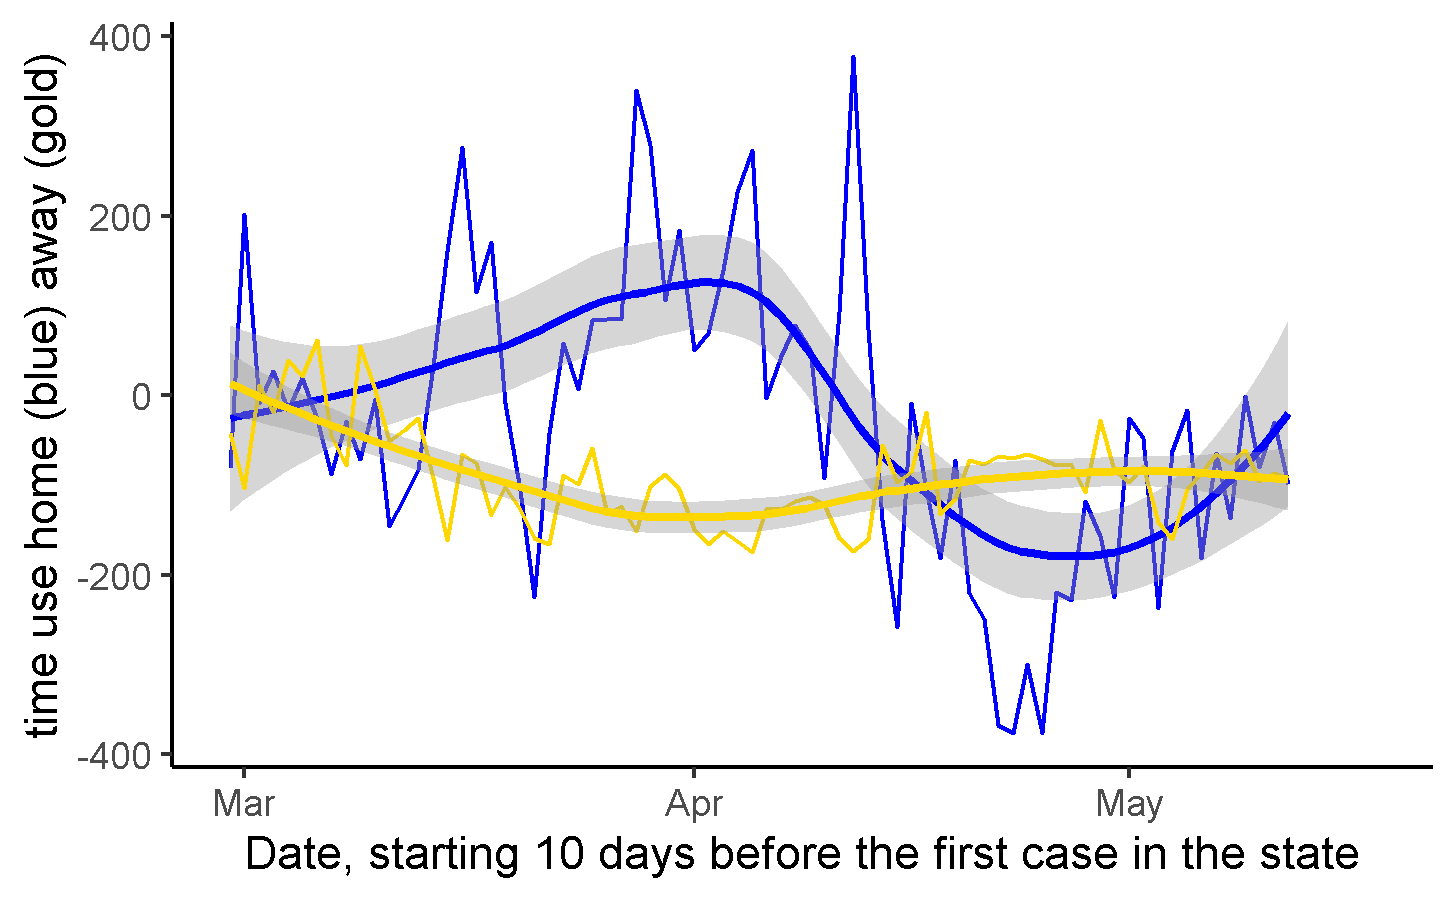 time use home (blue) away (gold)
400
200
0
-200
-400
Mar
Apr
May
Date, starting 10 days before the first case in the state